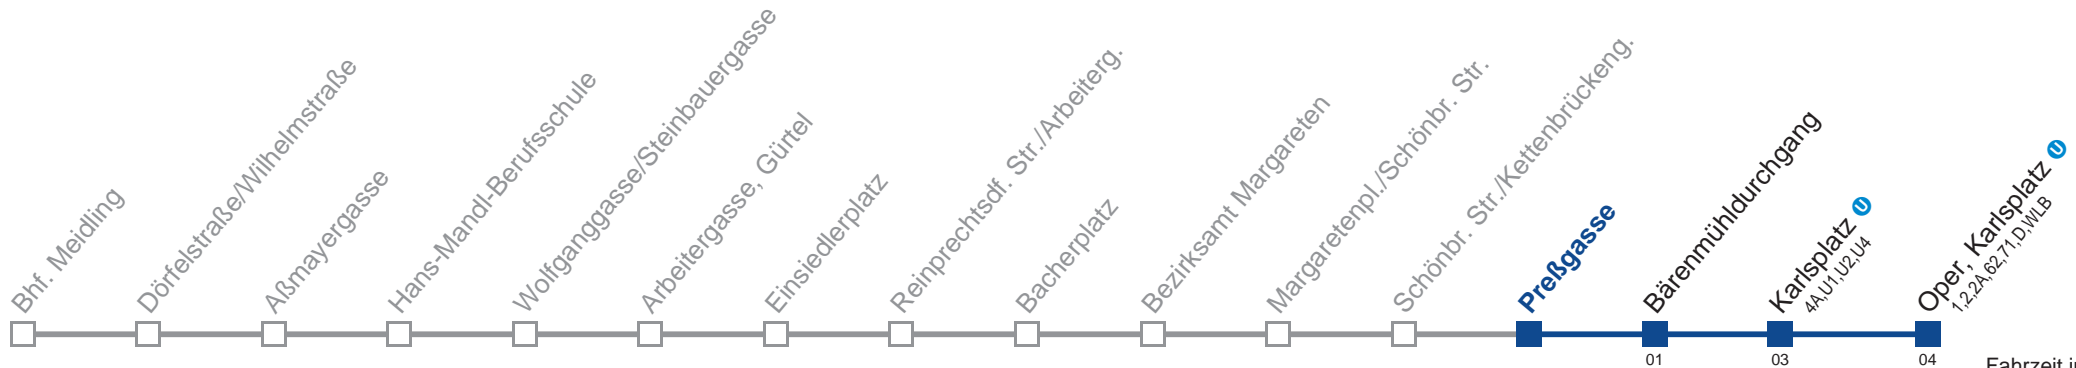 Bhf. Meidling
Dörfelstraße/Wilhelmstraße
Aßmayergasse
Hans-Mandl-Berufsschule
Wolfganggasse/Steinbauergasse
Arbeitergasse, Gürtel
Einsiedlerplatz
Reinprechtsdf. Str./Arbeiterg.
Bacherplatz
Bezirksamt Margareten
Margaretenpl./Schönbr. Str.
Schönbr. Str./Kettenbrückeng.
Preßgasse
Bärenmühldurchgang
Karlsplatz U
4A,U1,U2,U4
Oper, Karlsplatz U
1,2,2A,62,71,D,WLB
01
03
04
Fahrzeit